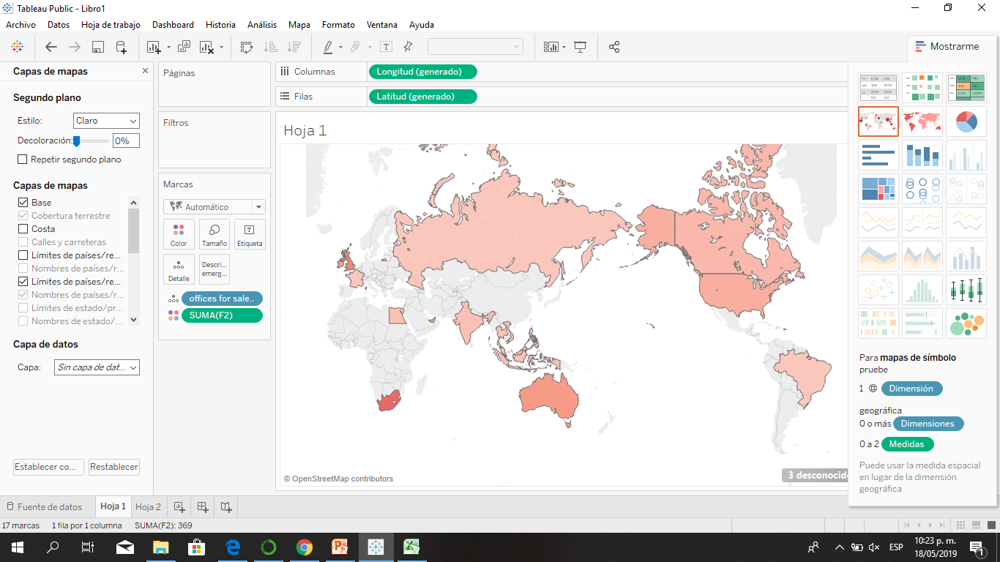 Tableau Public - Libro1
Archivo Datos Hoja de trabajo Dashboard Historia Análisis Mapa Formato Ventana Ayuda
Mostrarme
Capas de mapas
Segundo plano
Estilo: Claro
Decoloración: 0%
Repetir segundo plano
Capas de mapas
Base
Cobertura terrestre
Costa
Calles y carreteras
Límites de países/re...
Nombres de países/...
Límites de países/re...
Nombres de países/r...
Límites de estado/pr...
Nombres de estado/...
Capa de datos
Capa: Sin capa de dat...
Establecer co... Restablecer
Páginas
Filtros
Marcas
Automático
Color Tamaño Etiqueta
Detalle Descri... emerg...
offices for sale..
SUMA(F2)
Columnas Longitud (generado)
Filas Latitud (generado)
Hoja 1
© OpenStreetMap contributors
3 desconocido
Para mapas de símbolo
pruebe
1 Dimensión
geográfica
0 o más Dimensiones
0 a 2 Medidas
Puede usar la medida espacial
en lugar de la dimensión
geográfica
Fuente de datos Hoja 1 Hoja 2
17 marcas 1 fila por 1 columna SUMA(F2): 369
ESP
10:23 p. m.
18/05/2019
1